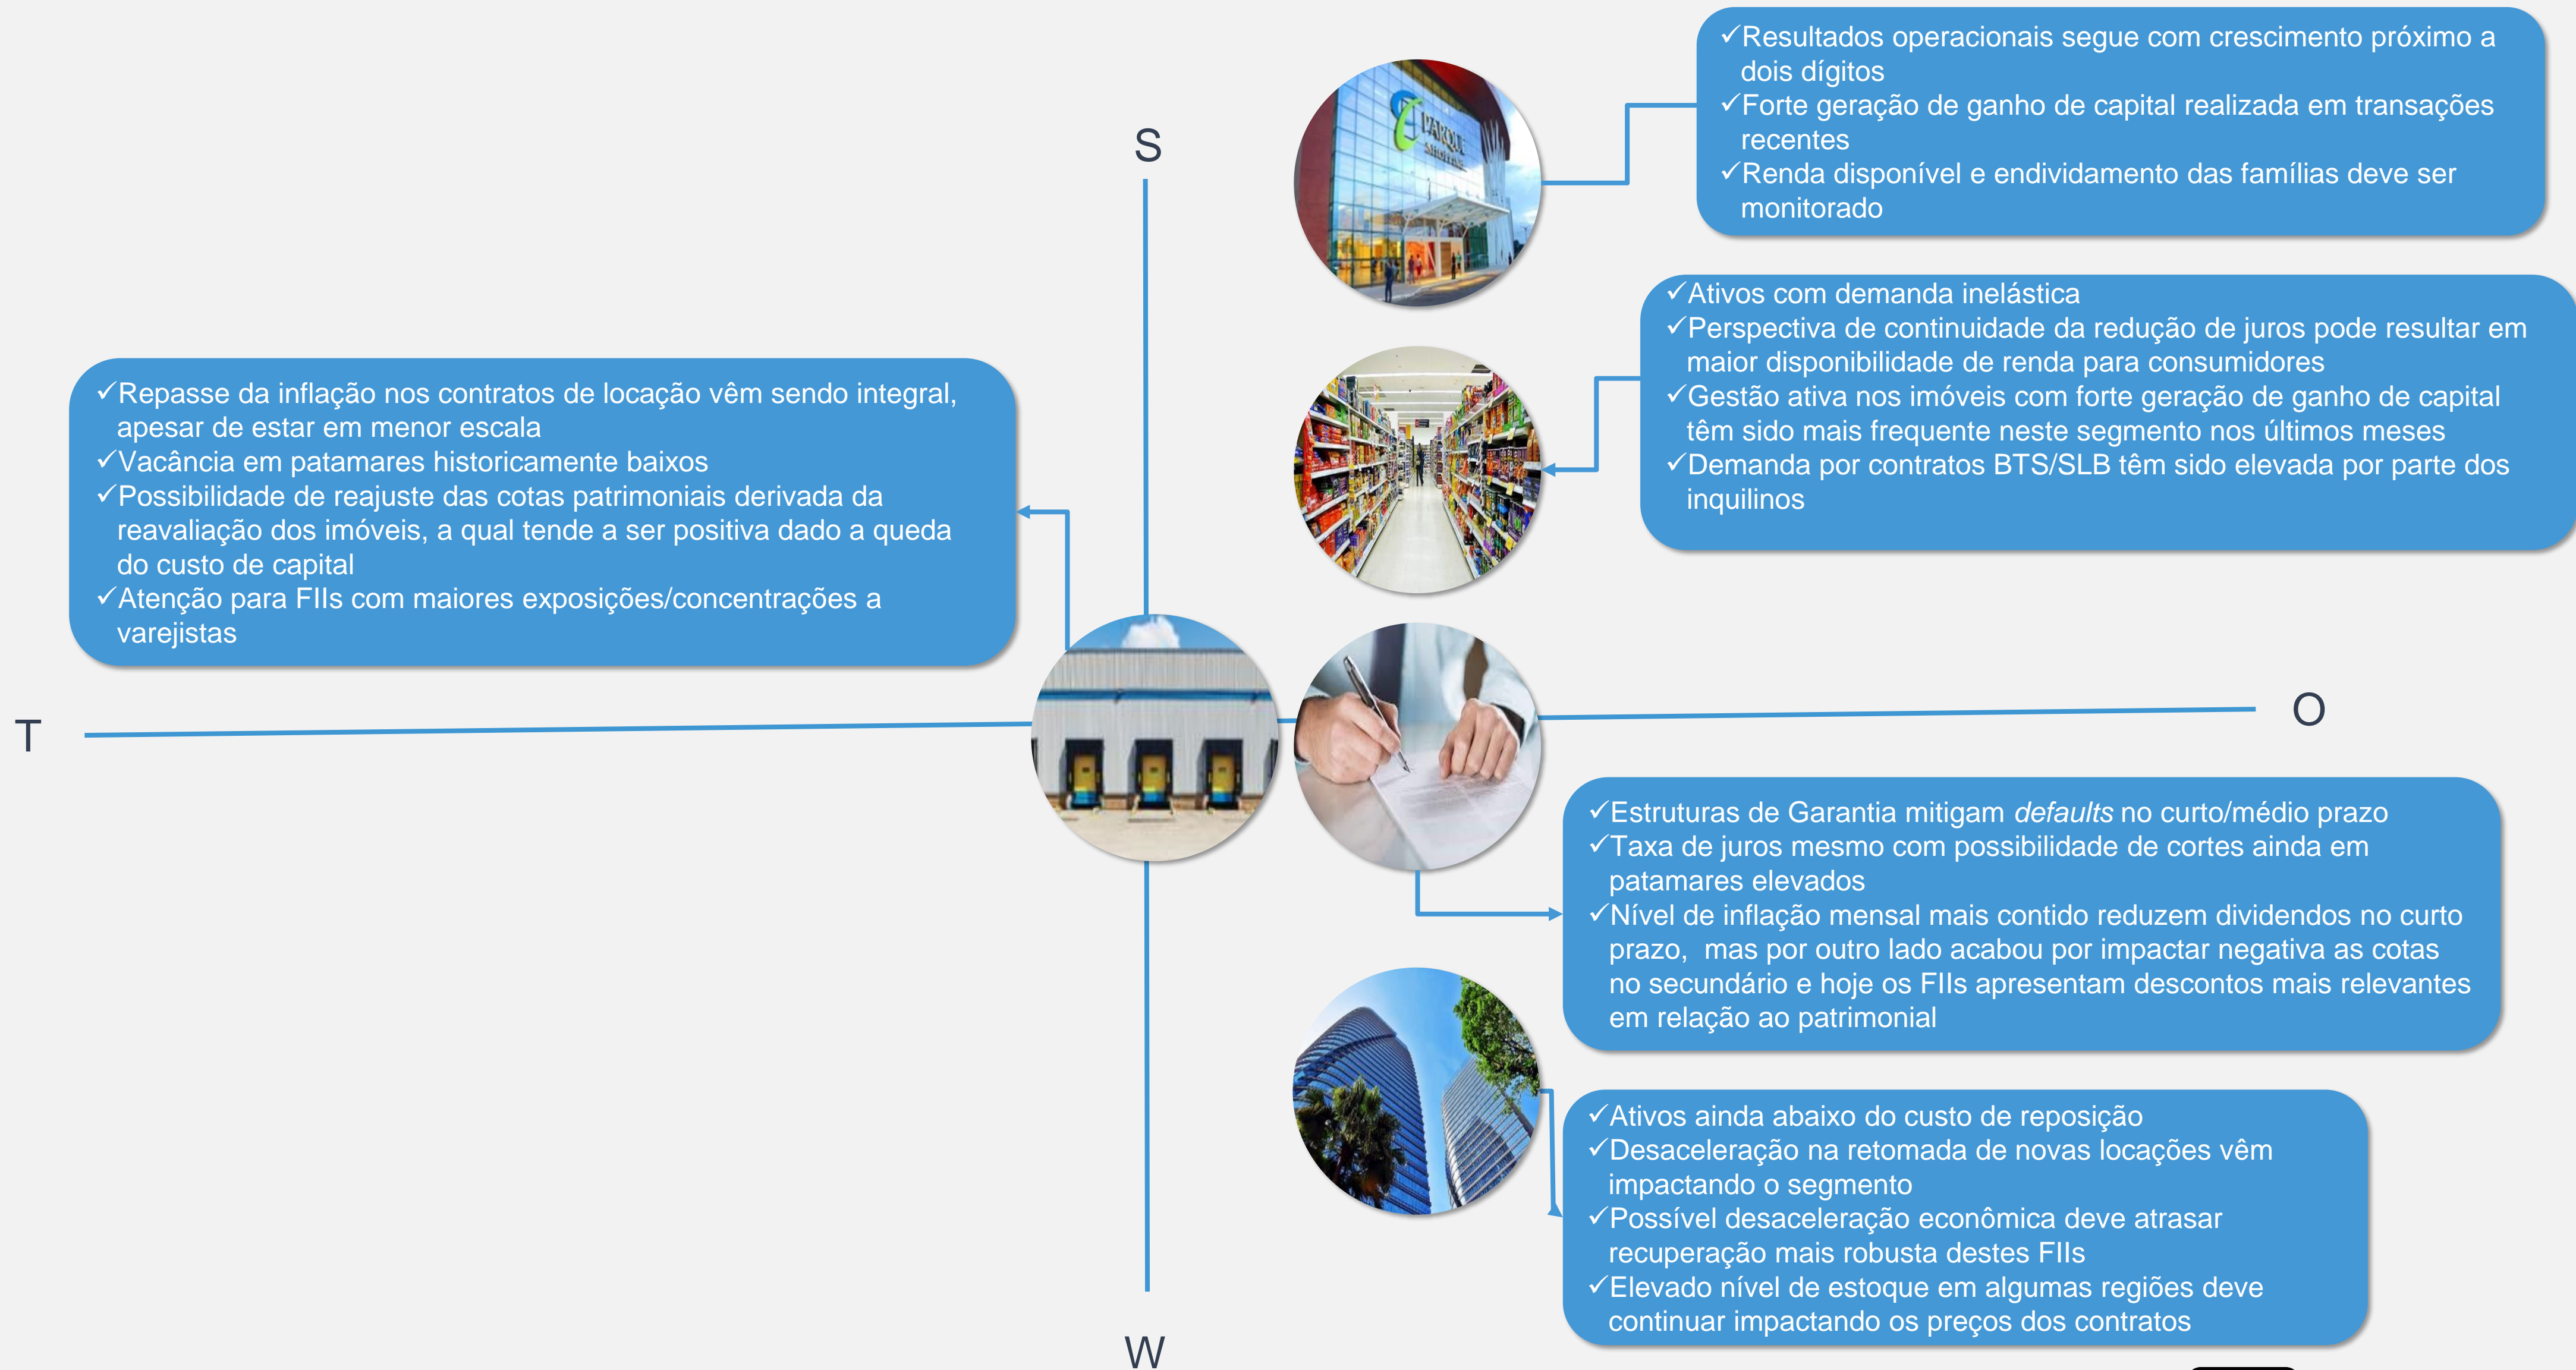 ✓Resultados operacionais segue com crescimento próximo a
dois dígitos
✓Forte geração de ganho de capital realizada em transações
recentes
✓Renda disponível e endividamento das famílias deve ser
monitorado
PARQUE
SHOPPING
S
✓Ativos com demanda inelástica
✓Perspectiva de continuidade da redução de juros pode resultar em
maior disponibilidade de renda para consumidores
✓Gestão ativa nos imóveis com forte geração de ganho de capital
têm sido mais frequente neste segmento nos últimos meses
✓Demanda por contratos BTS/SLB têm sido elevada por parte dos
inquilinos
✓Repasse da inflação nos contratos de locação vêm sendo integral,
apesar de estar em menor escala
✓Vacância em patamares historicamente baixos
✓Possibilidade de reajuste das cotas patrimoniais derivada da
reavaliação dos imóveis, a qual tende a ser positiva dado a queda
do custo de capital
✓Atenção para FIIs com maiores exposições/concentrações a
varejistas
T
O
✓Estruturas de Garantia mitigam defaults no curto/médio prazo
✓Taxa de juros mesmo com possibilidade de cortes ainda em
patamares elevados
✓Nível de inflação mensal mais contido reduzem dividendos no curto
prazo, mas por outro lado acabou por impactar negativa as cotas
no secundário e hoje os FIIs apresentam descontos mais relevantes
em relação ao patrimonial
✓Ativos ainda abaixo do custo de reposição
✓Desaceleração na retomada de novas locações vêm
impactando o segmento
✓Possível desaceleração econômica deve atrasar
recuperação mais robusta destes FIIs
✓Elevado nível de estoque em algumas regiões deve
continuar impactando os preços dos contratos
W